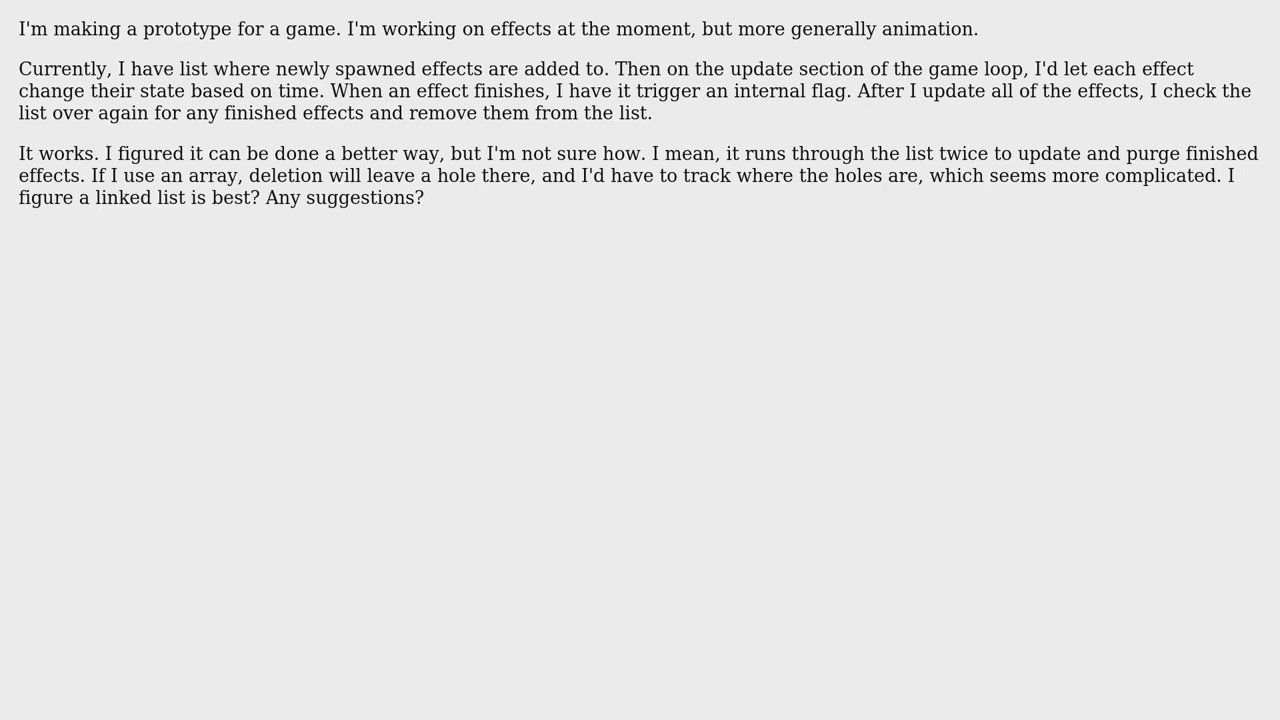 I'm making a prototype for a game. I'm working on effects at the moment, but more generally animation.
Currently, I have list where newly spawned effects are added to. Then on the update section of the game loop, I'd let each effect
change their state based on time. When an effect finishes, I have it trigger an internal flag. After I update all of the effects, I check the
list over again for any finished effects and remove them from the list.
It works. I figured it can be done a better way, but I'm not sure how. I mean, it runs through the list twice to update and purge finished
effects. If I use an array, deletion will leave a hole there, and I'd have to track where the holes are, which seems more complicated. I
figure a linked list is best? Any suggestions?